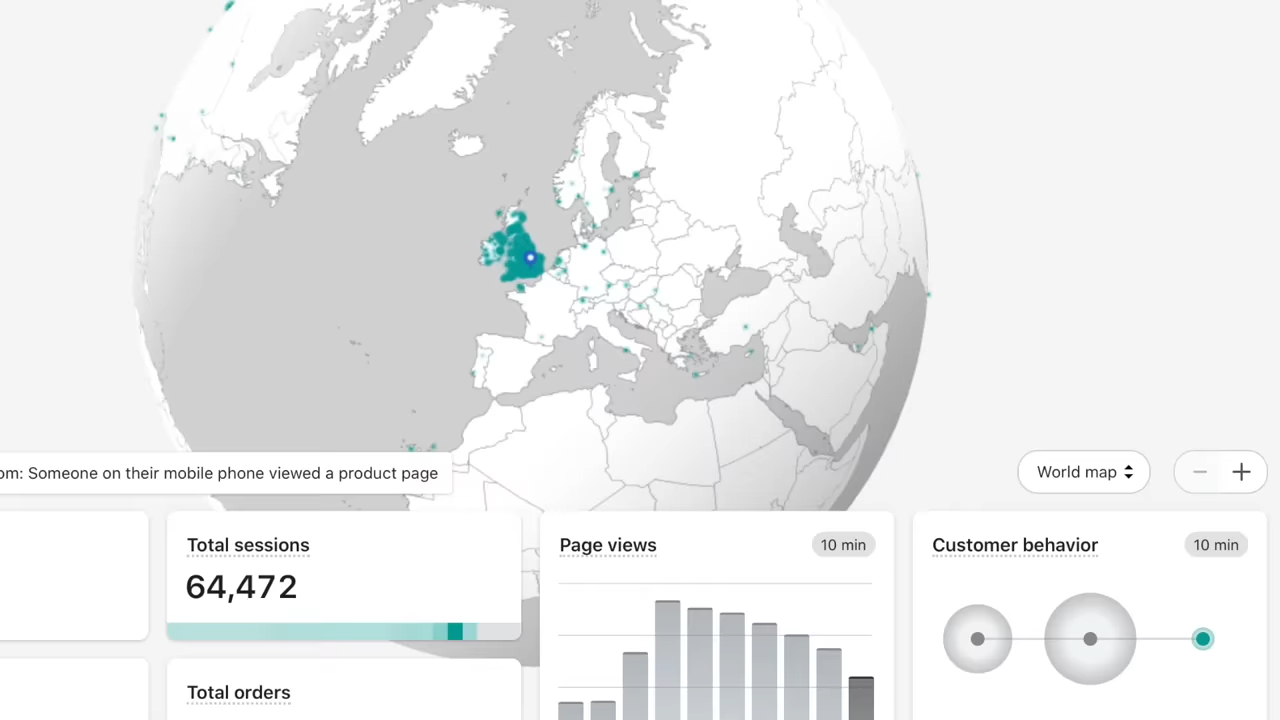 om: Someone on their mobile phone viewed a product page
World map
Total sessions
64,472
Page views
10 min
Customer behavior
10 min
Total orders